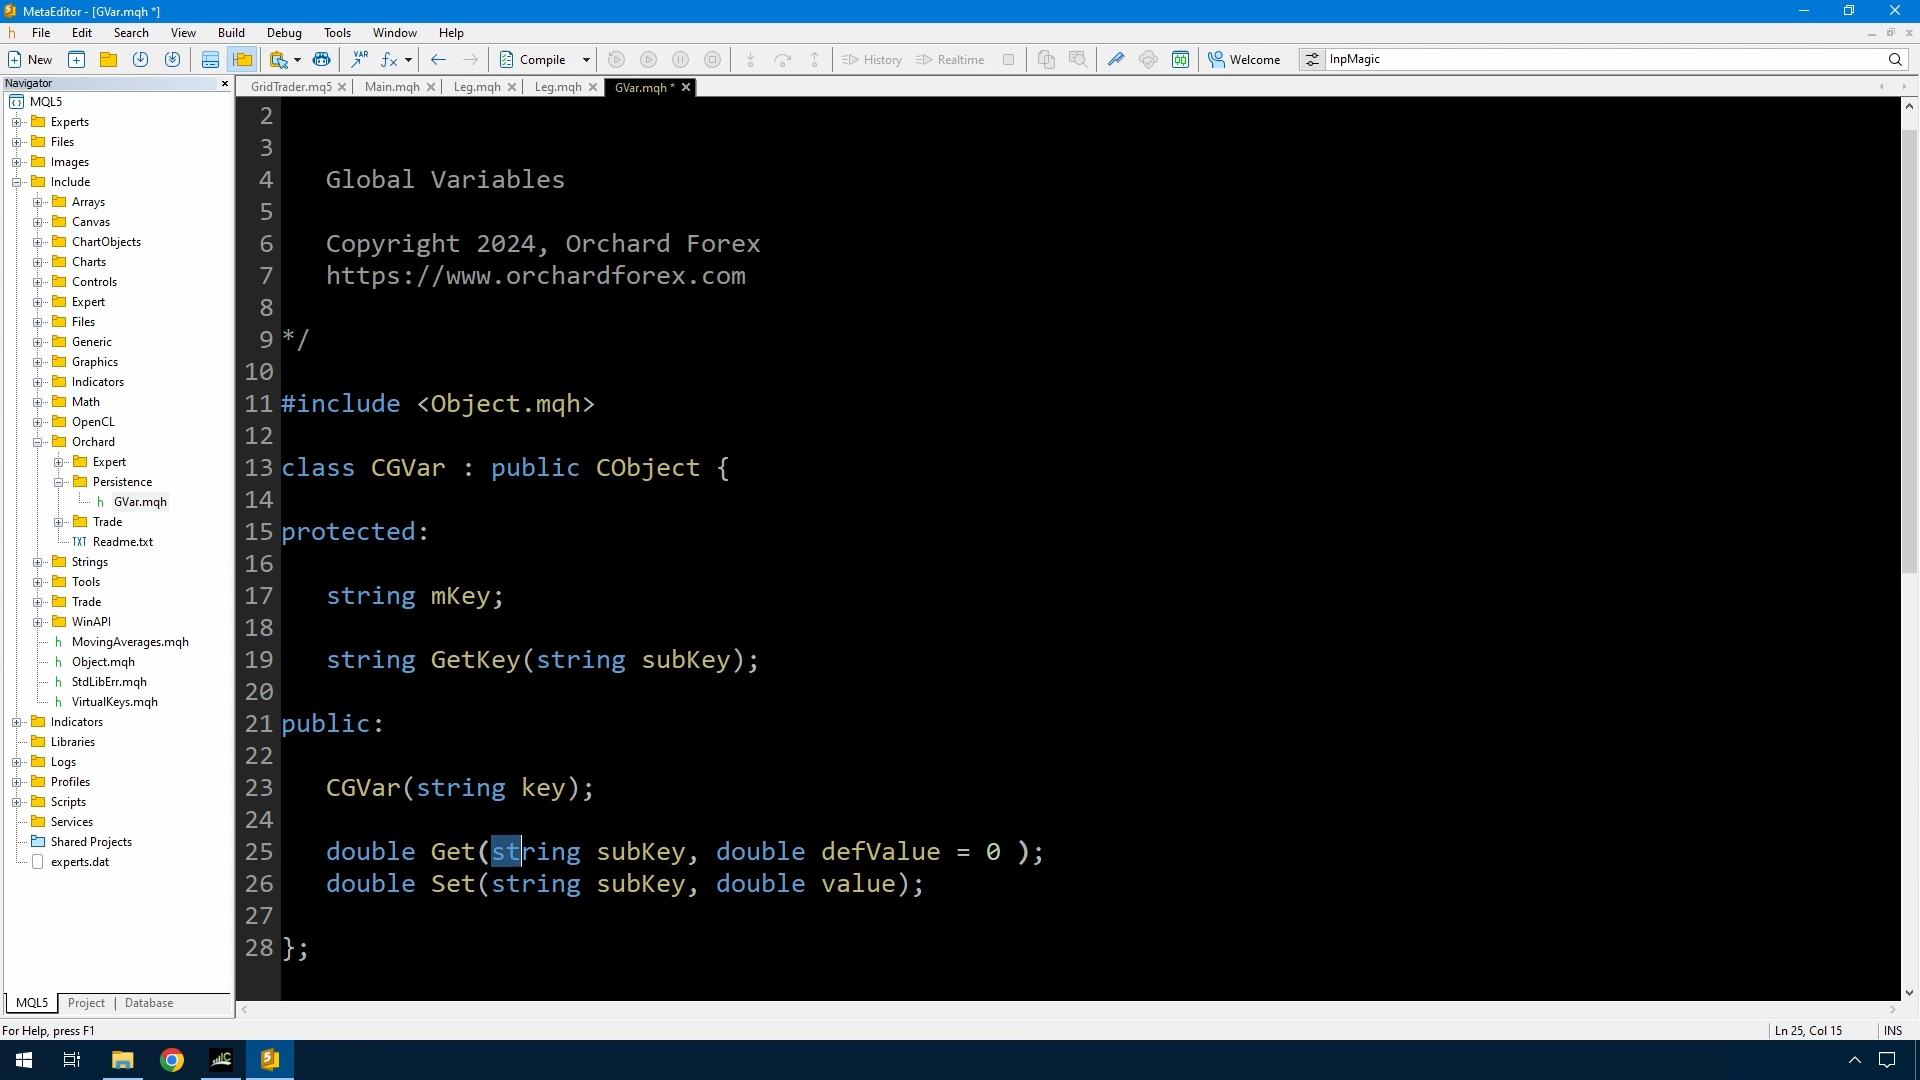 MetaEditor - [GVar.mqh *]
File Edit Search View Build Debug Tools Window Help
New VAR fx Compile History Realtime Welcome InpMagic
Navigator
GridTrader.mq5 Main.mqh Leg.mqh Leg.mqh GVar.mqh *
MQL5
Experts
Files
Images
Include
Arrays
Canvas
ChartObjects
Charts
Controls
Expert
Files
Generic
Graphics
Indicators
Math
OpenCL
Orchard
Expert
Persistence
h GVar.mqh
Trade
TXT Readme.txt
Strings
Tools
Trade
WinAPI
h MovingAverages.mqh
h Object.mqh
h StdLibErr.mqh
h VirtualKeys.mqh
Indicators
Libraries
Logs
Profiles
Scripts
Services
Shared Projects
experts.dat
MQL5 Project Database
2
3
4 Global Variables
5
6 Copyright 2024, Orchard Forex
7 https://www.orchardforex.com
8
9 */
10
11 #include <Object.mqh>
12
13 class CGVar : public CObject {
14
15 protected:
16
17 string mKey;
18
19 string GetKey(string subKey);
20
21 public:
22
23 CGVar(string key);
24
25 double Get(string subKey, double defValue = 0 );
26 double Set(string subKey, double value);
27
28 };
For Help, press F1
Ln 25, Col 15 INS